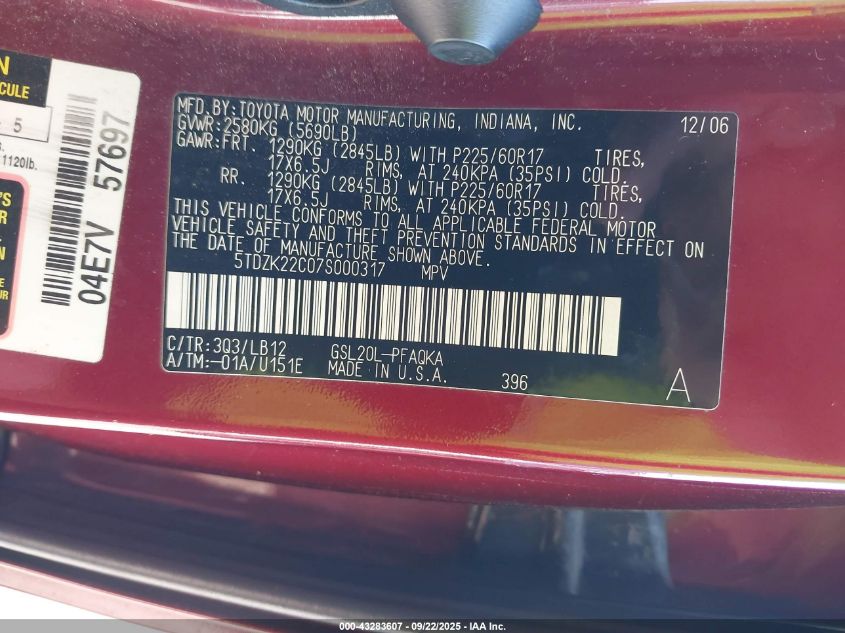 N
CULE
5
1120lb.
'S
R
N
E
UR
04E7V 57697
MFD. BY: TOYOTA MOTOR MANUFACTURING, INDIANA, INC. 12/06
GVWR: 2580KG (5690LB)
GAWR: FRT. 1290KG (2845LB) WITH P225/60R17 TIRES,
17X6.5J RIMS, AT 240KPA (35PSI) COLD.
RR. 1290KG (2845LB) WITH P225/60R17 TIRES,
17X6.5J RIMS, AT 240KPA (35PSI) COLD.
THIS VEHICLE CONFORMS TO ALL APPLICABLE FEDERAL MOTOR
VEHICLE SAFETY AND THEFT PREVENTION STANDARDS IN EFFECT ON
THE DATE OF MANUFACTURE SHOWN ABOVE.
5TDZK22C07S000317 MPV
C/TR: 3Q3/LB12 GSL20L-PFAQKA
A/TM: -01A/U151E MADE IN U.S.A. 396 A
000-43283607 - 09/22/2025 - IAA Inc.